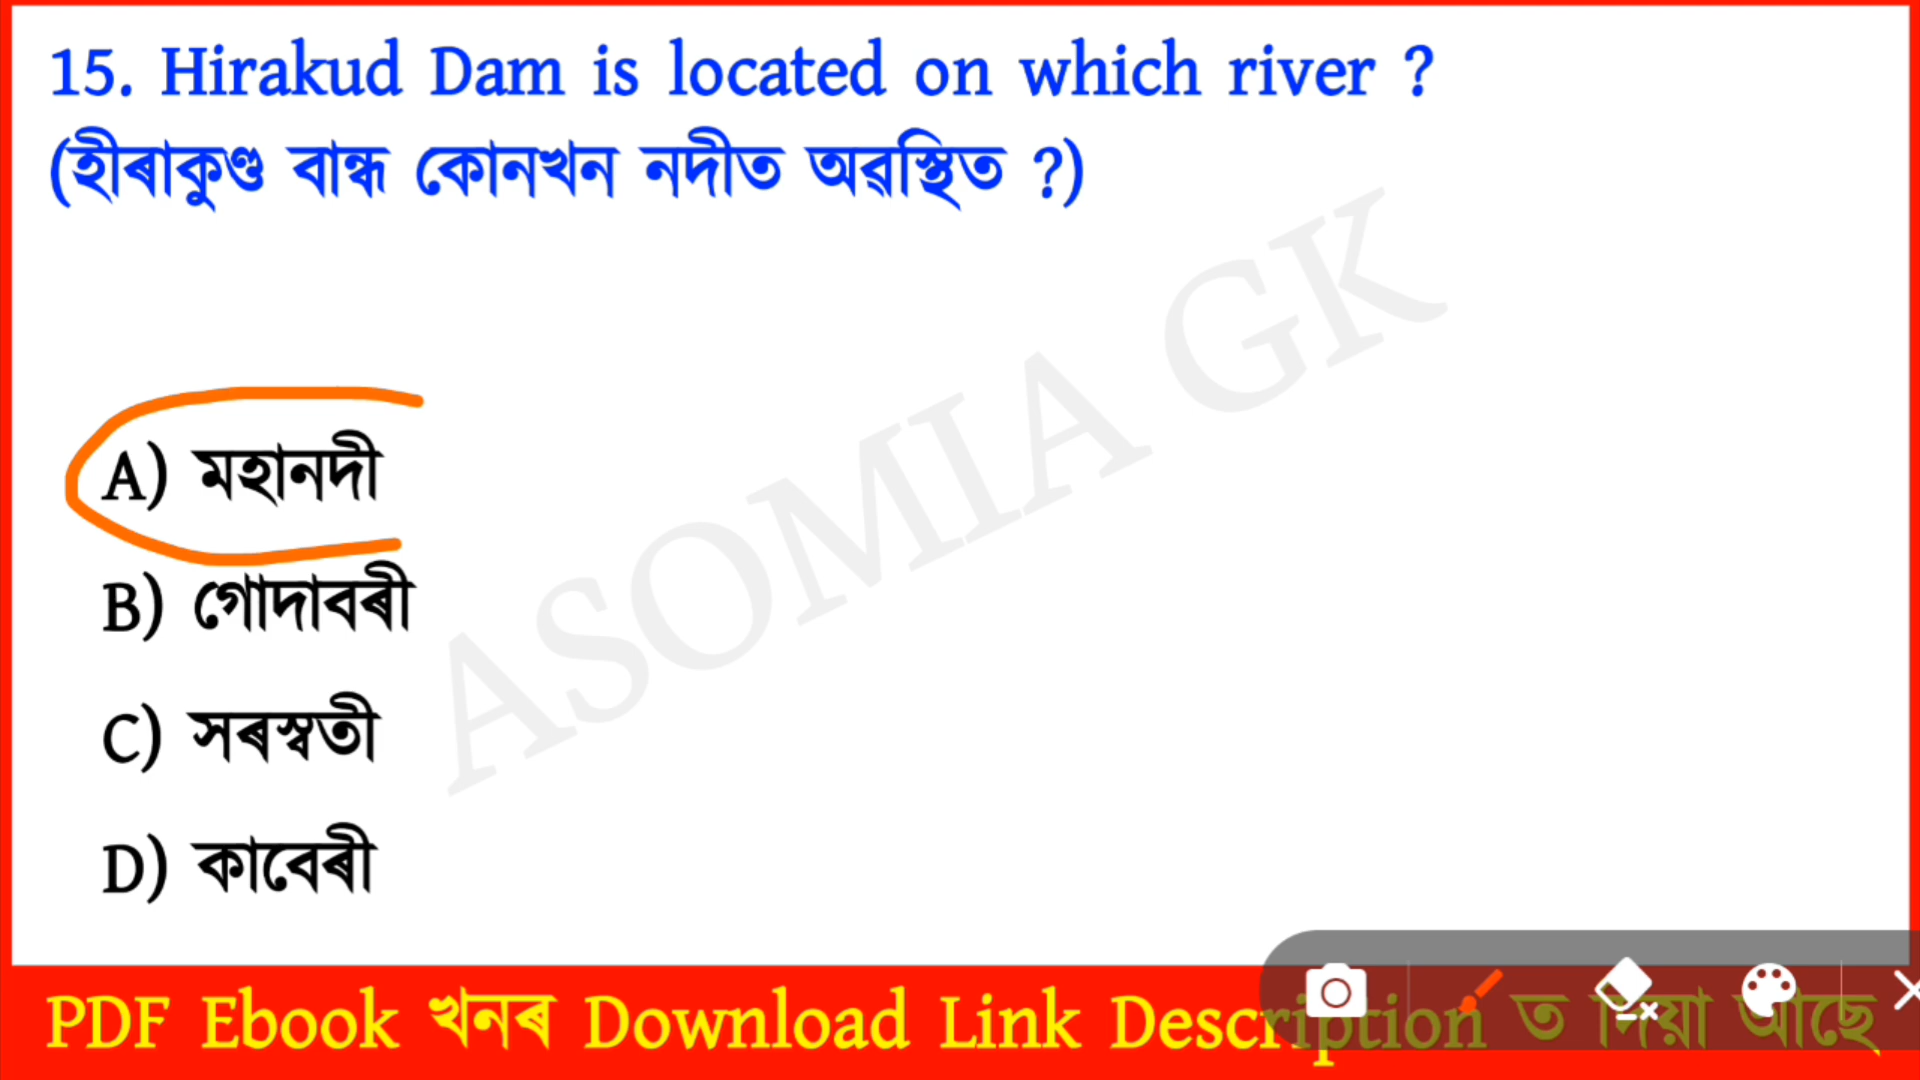 15. Hirakud Dam is located on which river ?
(হীৰাকুণ্ড বান্ধ কোনখন নদীত অৱস্থিত ?)
ASOMIA GK
A) মহানদী
B) গোদাবৰী
C) সৰস্বতী
D) কাবেৰী
PDF Ebook খনৰ Download Link Description ত দিয়া আছে